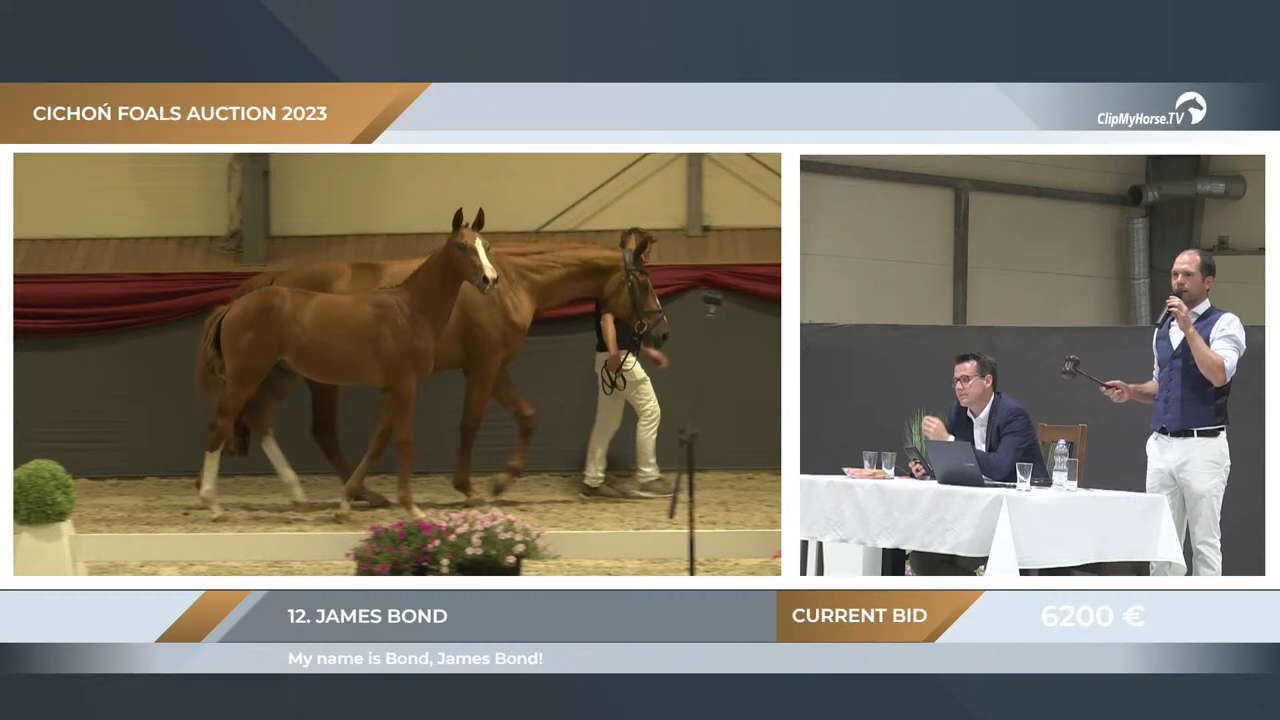 CICHOŃ FOALS AUCTION 2023
ClipMyHorse.TV
12. JAMES BOND
CURRENT BID
6200 €
My name is Bond, James Bond!